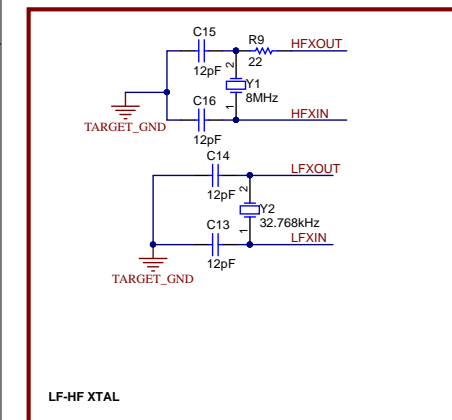 C15
R9
HFXOUT
12pF
2
22
Y1
8MHz
1
C16
HFXIN
TARGET_GND
12pF
C14
LFXOUT
12pF
2
Y2
32.768kHz
C13
1
LFXIN
12pF
TARGET_GND
LF-HF XTAL